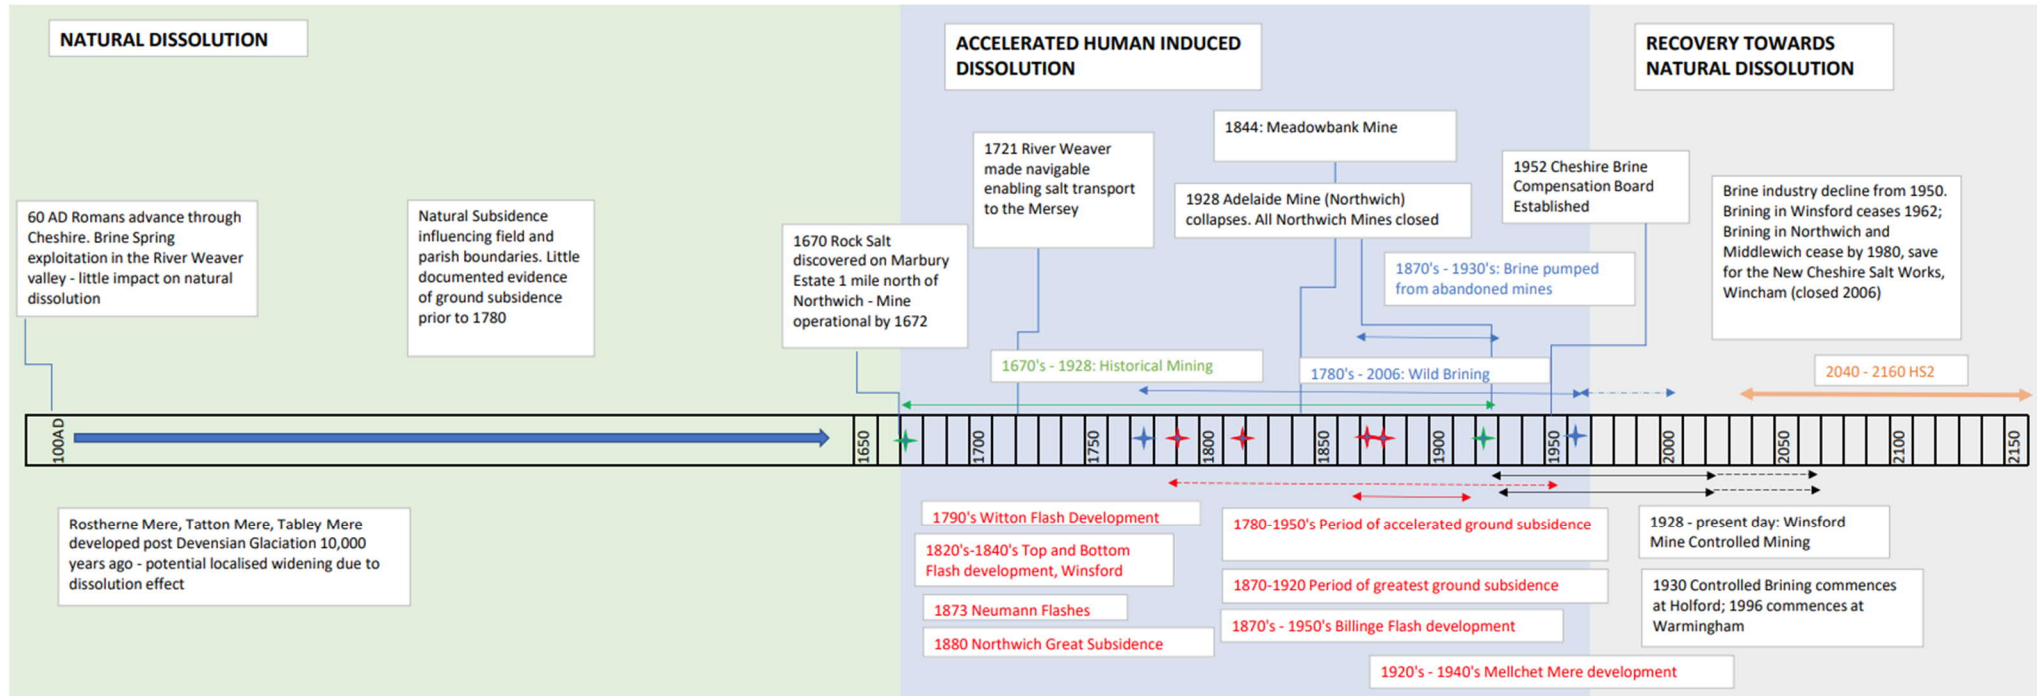 NATURAL DISSOLUTION
ACCELERATED HUMAN INDUCED
DISSOLUTION
RECOVERY TOWARDS
NATURAL DISSOLUTION
60 AD Romans advance through
Cheshire. Brine Spring
exploitation in the River Weaver
valley - little impact on natural
dissolution
Natural Subsidence
influencing field and
parish boundaries. Little
documented evidence
of ground subsidence
prior to 1780
1670 Rock Salt
discovered on Marbury
Estate 1 mile north of
Northwich - Mine
operational by 1672
1721 River Weaver
made navigable
enabling salt transport
to the Mersey
1844: Meadowbank Mine
1928 Adelaide Mine (Northwich)
collapses. All Northwich Mines closed
1952 Cheshire Brine
Compensation Board
Established
Brine industry decline from 1950.
Brining in Winsford ceases 1962;
Brining in Northwich and
Middlewich cease by 1980, save
for the New Cheshire Salt Works,
Wincham (closed 2006)
1870's - 1930's: Brine pumped
from abandoned mines
1670's - 1928: Historical Mining
1780's - 2006: Wild Brining
2040 - 2160 HS2
100AD
1650
1700
1750
1800
1850
1900
1950
2000
2050
2100
2150
Rostherne Mere, Tatton Mere, Tabley Mere
developed post Devensian Glaciation 10,000
years ago - potential localised widening due to
dissolution effect
1790's Witton Flash Development
1820's-1840's Top and Bottom
Flash development, Winsford
1873 Neumann Flashes
1880 Northwich Great Subsidence
1780-1950's Period of accelerated ground subsidence
1870-1920 Period of greatest ground subsidence
1870's - 1950's Billinge Flash development
1920's - 1940's Mellchet Mere development
1928 - present day: Winsford
Mine Controlled Mining
1930 Controlled Brining commences
at Holford; 1996 commences at
Warmingham